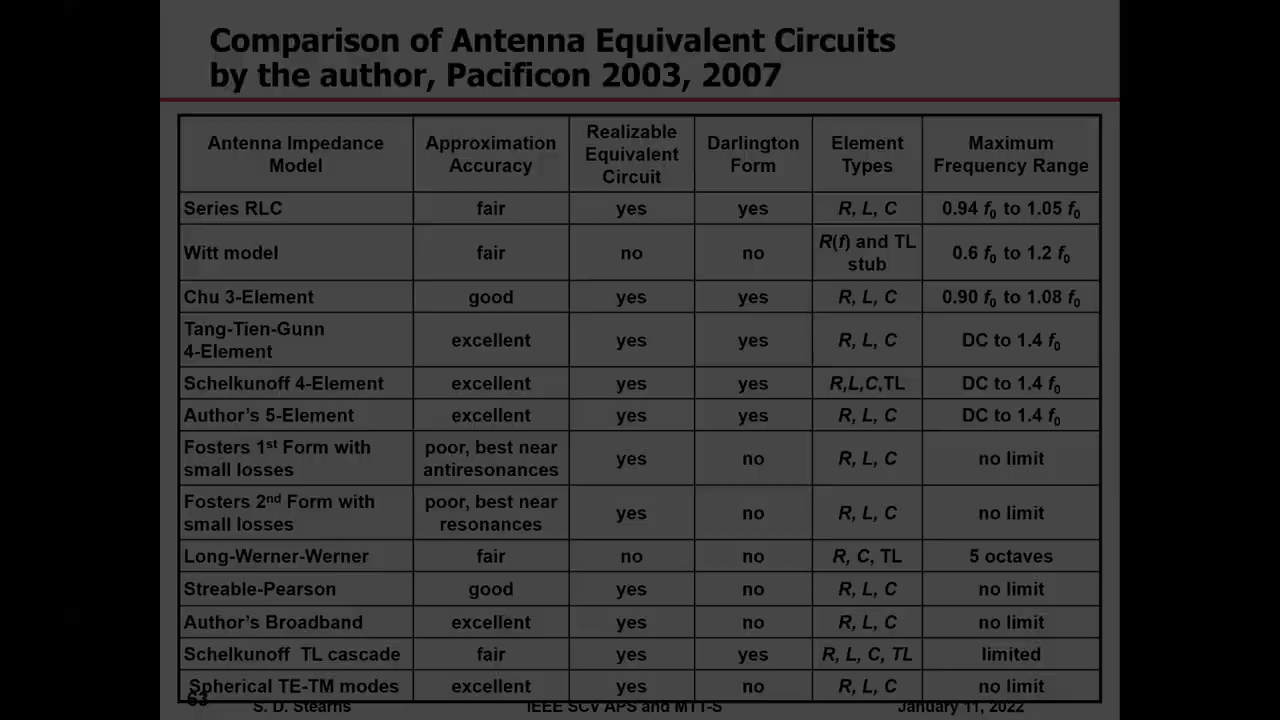 Comparison of Antenna Equivalent Circuits
by the author, Pacificon 2003, 2007
Antenna Impedance Model | Approximation Accuracy | Realizable Equivalent Circuit | Darlington Form | Element Types | Maximum Frequency Range
Series RLC | fair | yes | yes | R, L, C | 0.94 f0 to 1.05 f0
Witt model | fair | no | no | R(f) and TL stub | 0.6 f0 to 1.2 f0
Chu 3-Element | good | yes | yes | R, L, C | 0.90 f0 to 1.08 f0
Tang-Tien-Gunn 4-Element | excellent | yes | yes | R, L, C | DC to 1.4 f0
Schelkunoff 4-Element | excellent | yes | yes | R,L,C,TL | DC to 1.4 f0
Author's 5-Element | excellent | yes | yes | R, L, C | DC to 1.4 f0
Fosters 1st Form with small losses | poor, best near antiresonances | yes | no | R, L, C | no limit
Fosters 2nd Form with small losses | poor, best near resonances | yes | no | R, L, C | no limit
Long-Werner-Werner | fair | no | no | R, C, TL | 5 octaves
Streable-Pearson | good | yes | no | R, L, C | no limit
Author's Broadband | excellent | yes | no | R, L, C | no limit
Schelkunoff TL cascade | fair | yes | yes | R, L, C, TL | limited
Spherical TE-TM modes | excellent | yes | no | R, L, C | no limit
63 S. D. Stearns IEEE SCV APS and MTT-S January 11, 2022